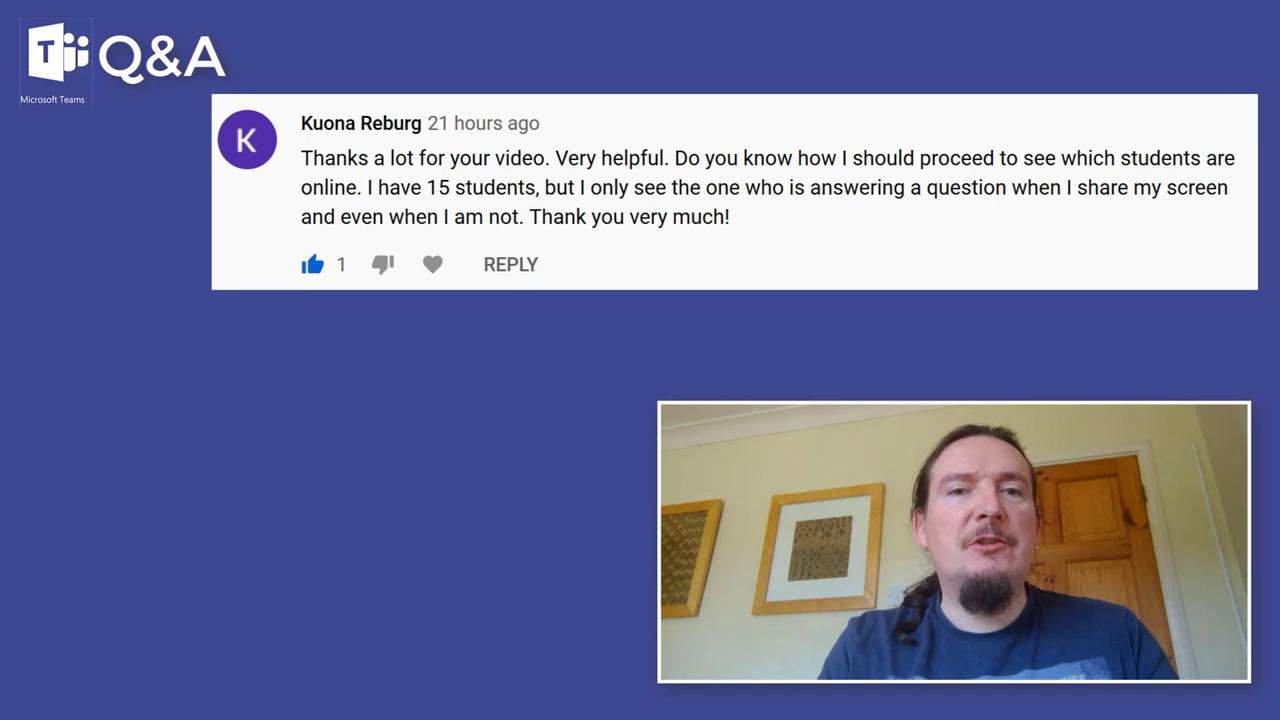 T
Q&A
Microsoft Teams
K
Kuona Reburg 21 hours ago
Thanks a lot for your video. Very helpful. Do you know how I should proceed to see which students are
online. I have 15 students, but I only see the one who is answering a question when I share my screen
and even when I am not. Thank you very much!
1
REPLY